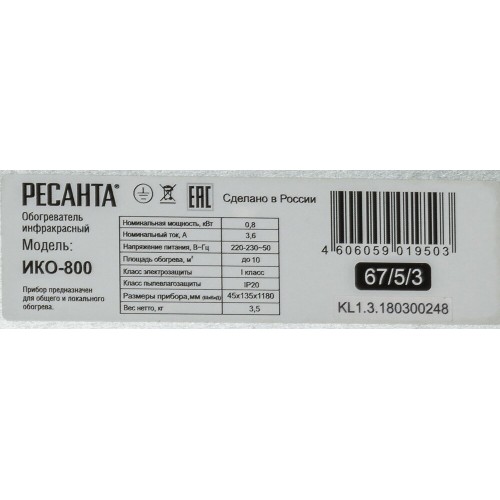 РЕСАНТА®
Обогреватель
инфракрасный
Модель:
ИКО-800
Прибор предназначен
для общего и локального
обогрева.
EAC Сделано в России
Номинальная мощность, кВт 0,8
Номинальный ток, А 3,6
Напряжение питания, В~Гц 220-230~50
Площадь обогрева, м² до 10
Класс электрозащиты I класс
Класс пылевлагозащиты IP20
Размеры прибора,мм (ВхШхД) 45х135х1180
Вес нетто, кг 3,5
4 606059 019503
67/5/3
KL1.3.180300248